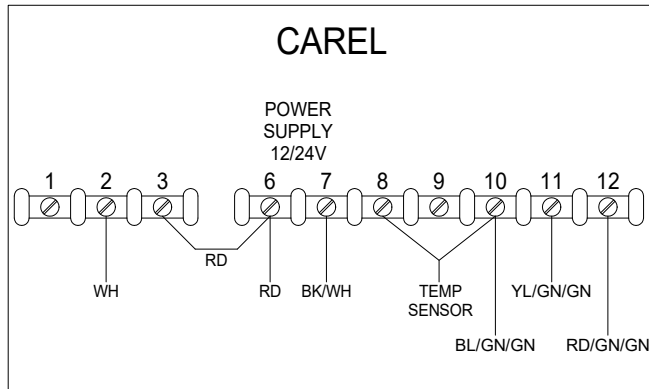 CAREL
POWER
SUPPLY
12/24V
1 2 3 6 7 8 9 10 11 12
RD
WH RD BK/WH TEMP YL/GN/GN
SENSOR
BL/GN/GN RD/GN/GN